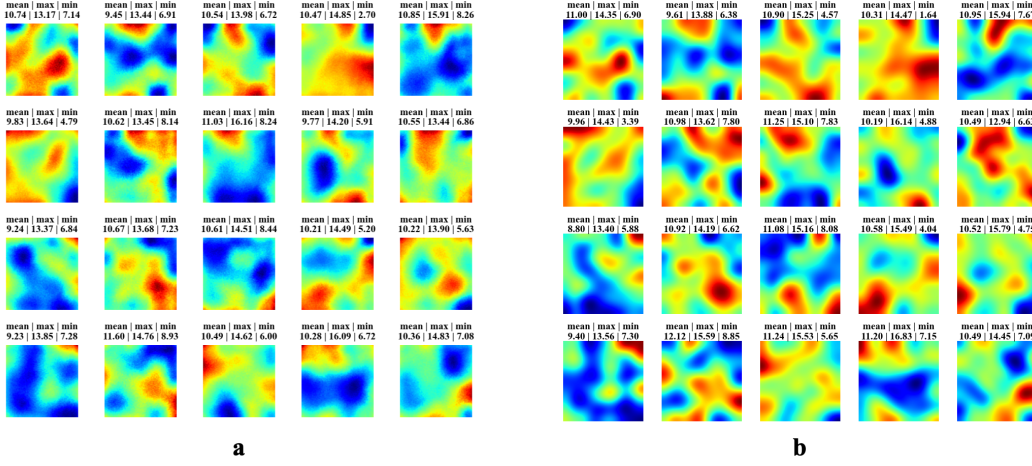 mean | max | min mean | max | min mean | max | min mean | max | min mean | max | min
10.74 | 13.17 | 7.14 9.45 | 13.44 | 6.91 10.54 | 13.98 | 6.72 10.47 | 14.85 | 2.70 10.85 | 15.91 | 8.26
mean | max | min mean | max | min mean | max | min mean | max | min mean | max | min
9.83 | 13.64 | 4.79 10.62 | 13.45 | 8.14 11.03 | 16.16 | 8.24 9.77 | 14.20 | 5.91 10.55 | 13.44 | 6.86
mean | max | min mean | max | min mean | max | min mean | max | min mean | max | min
9.24 | 13.37 | 6.84 10.67 | 13.68 | 7.23 10.61 | 14.51 | 8.44 10.21 | 14.49 | 5.20 10.22 | 13.90 | 5.63
mean | max | min mean | max | min mean | max | min mean | max | min mean | max | min
9.23 | 13.85 | 7.28 11.60 | 14.76 | 8.93 10.49 | 14.62 | 6.00 10.28 | 16.09 | 6.72 10.36 | 14.83 | 7.08
a
mean | max | min mean | max | min mean | max | min mean | max | min mean | max | min
11.00 | 14.35 | 6.90 9.61 | 13.88 | 6.38 10.90 | 15.25 | 4.57 10.31 | 14.47 | 1.64 10.95 | 15.94 |
mean | max | min mean | max | min mean | max | min mean | max | min mean | max | min
9.96 | 14.43 | 3.39 10.98 | 13.62 | 7.80 11.25 | 15.10 | 7.83 10.19 | 16.14 | 4.88 10.49 | 12.94 |
mean | max | min mean | max | min mean | max | min mean | max | min mean | max | min
8.80 | 13.40 | 5.88 10.92 | 14.19 | 6.62 11.08 | 15.16 | 8.08 10.58 | 15.49 | 4.04 10.52 | 15.79 |
mean | max | min mean | max | min mean | max | min mean | max | min mean | max | min
9.40 | 13.56 | 7.30 12.12 | 15.59 | 8.85 11.24 | 15.53 | 5.65 11.20 | 16.83 | 7.15 10.49 | 14.45 |
b